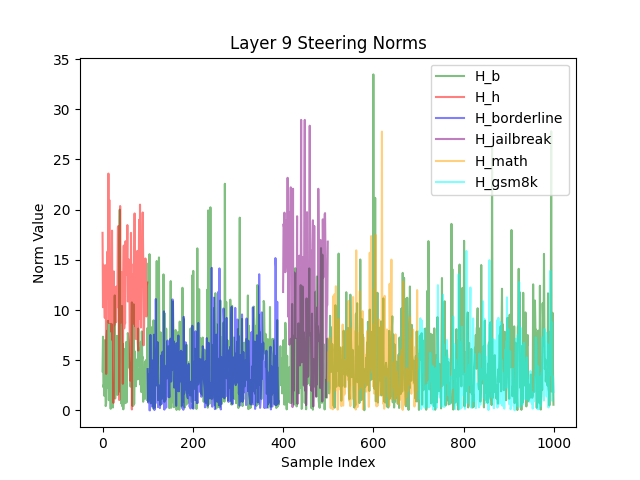 Layer 9 Steering Norms
35
30
25
20
15
10
5
0
Norm Value
H_b
H_h
H_borderline
H_jailbreak
H_math
H_gsm8k
0 200 400 600 800 1000
Sample Index